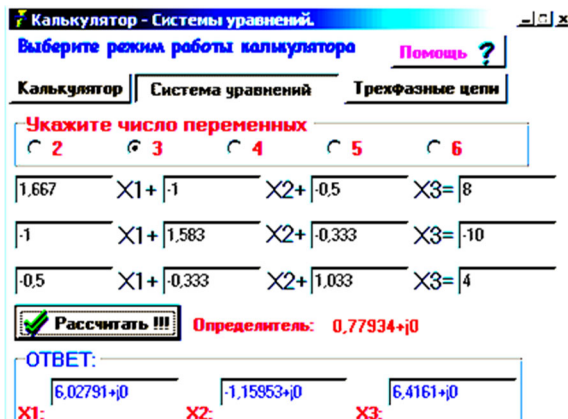 Калькулятор - Системы уравнений.
Выберите режим работы калькулятора Помощь ?
Калькулятор Система уравнений Трехфазные цепи
Укажите число переменных
2 3 4 5 6
1,667 X1+ -1 X2+ -0,5 X3= 8
-1 X1+ 1,583 X2+ -0,333 X3= -10
-0,5 X1+ -0,333 X2+ 1,033 X3= 4
Рассчитать !!! Определитель: 0,77934+j0
ОТВЕТ:
X1: 6,02791+j0 X2: -1,15953+j0 X3: 6,4161+j0